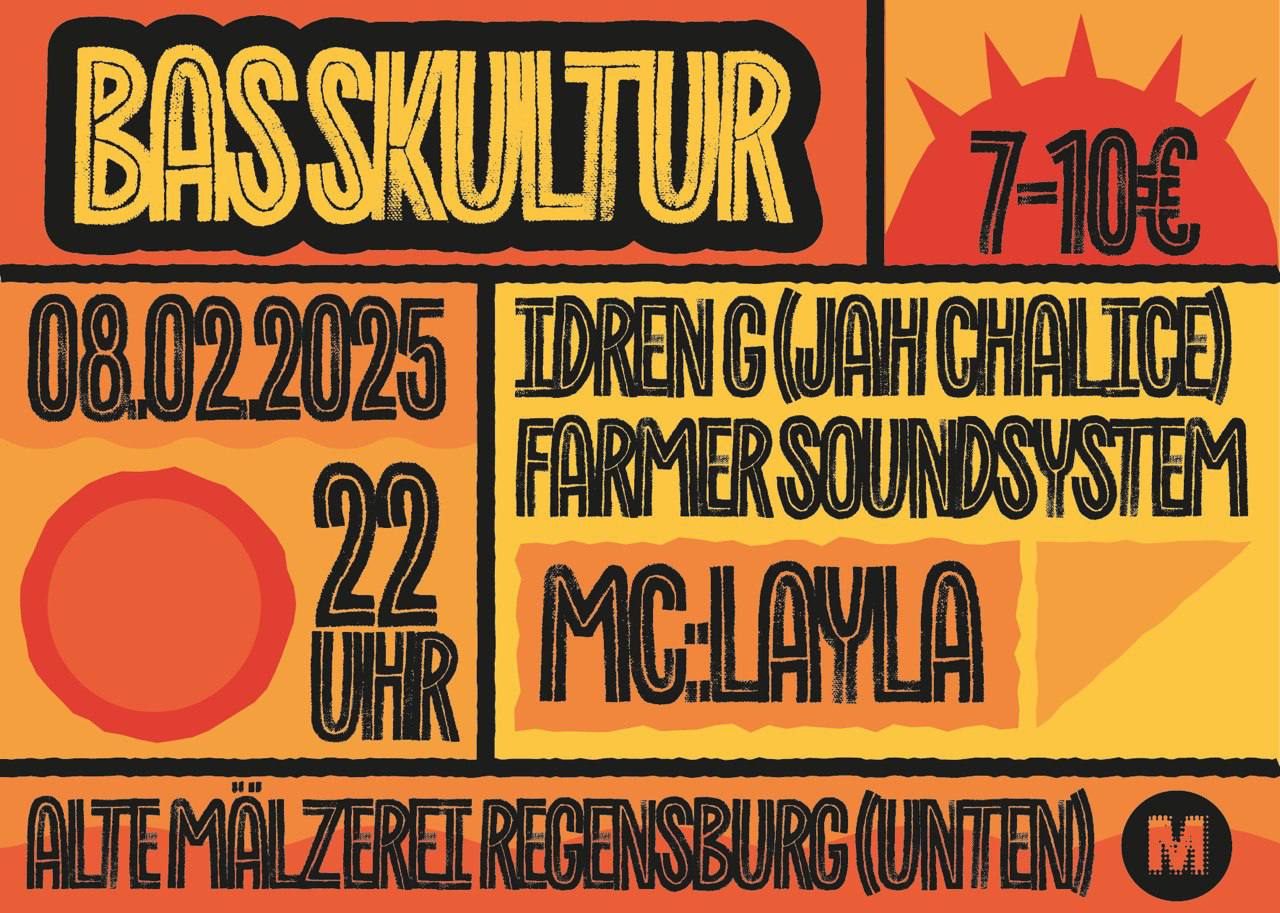 BASSKULTUR
7-10€
08.02.2025
22
UHR
IDREN G (JAH CHALICE)
FARMER SOUNDSYSTEM
MC:LAYLA
ALTE MÄLZEREI REGENSBURG (UNTEN)
M